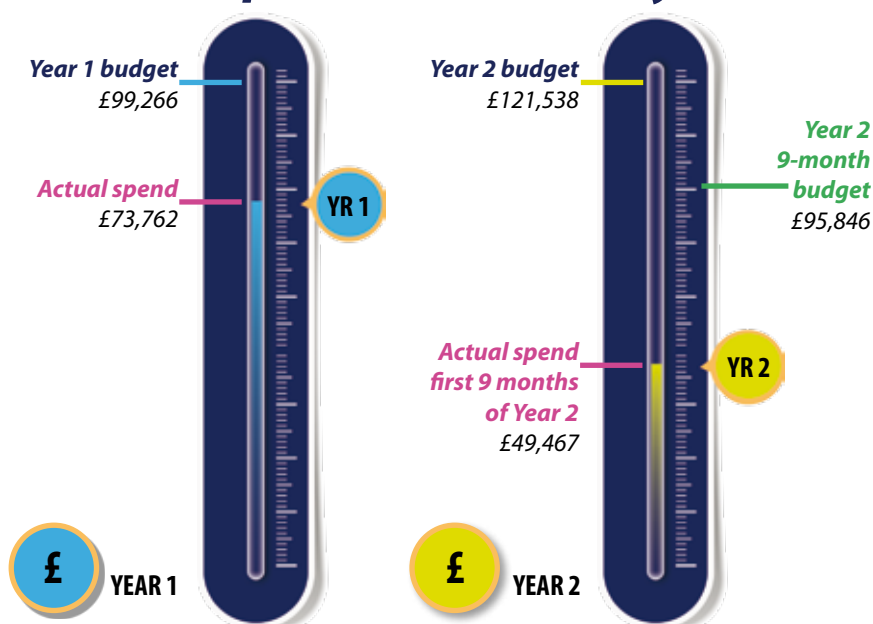 Year 1 budget
£99,266
Actual spend
£73,762
YR 1
£
YEAR 1
Year 2 budget
£121,538
Year 2
9-month
budget
£95,846
Actual spend
first 9 months
of Year 2
£49,467
YR 2
£
YEAR 2